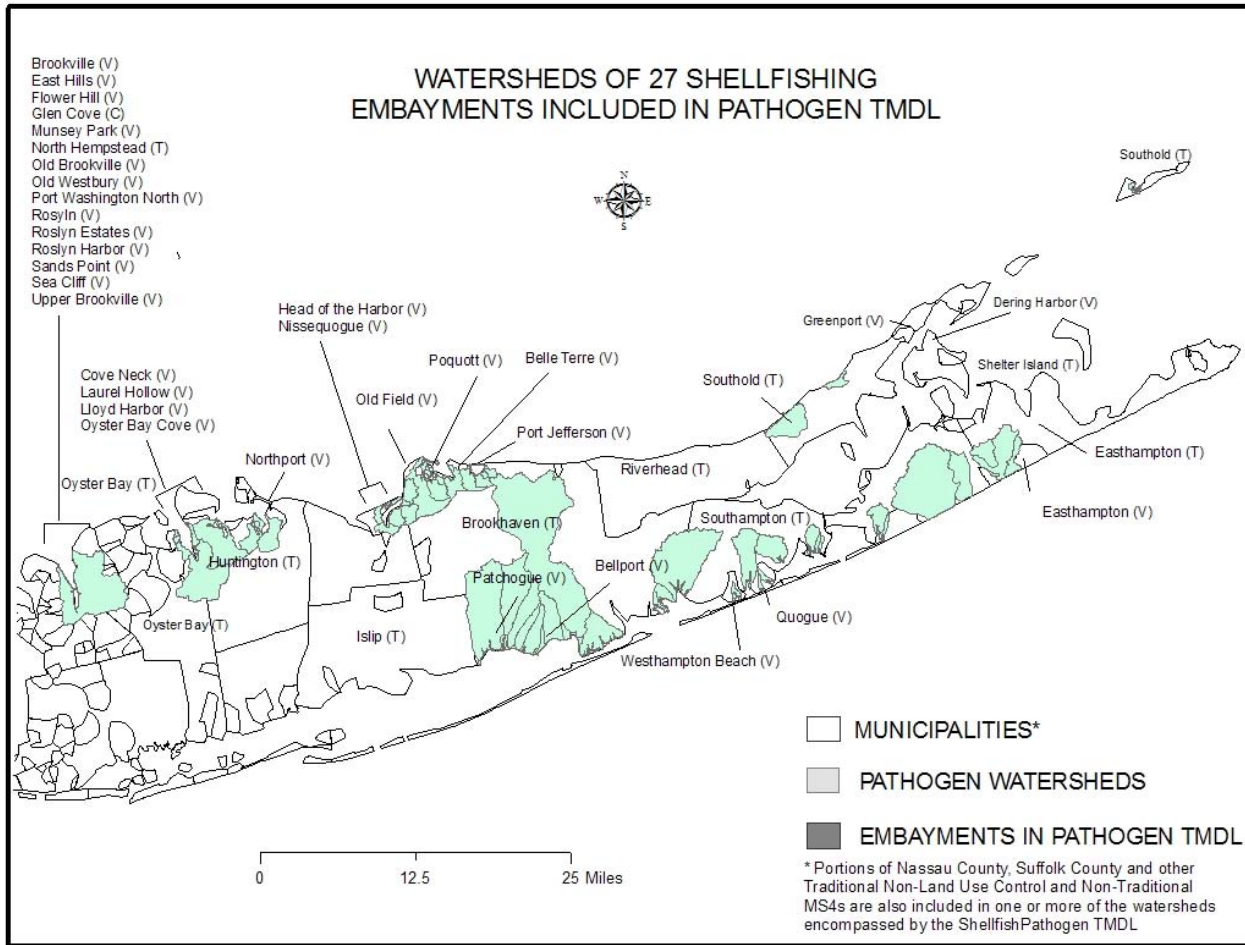 WATERSHEDS OF 27 SHELLFISHING
EMBAYMENTS INCLUDED IN PATHOGEN TMDL
Brookville (V)
East Hills (V)
Flower Hill (V)
Glen Cove (C)
Munsey Park (V)
North Hempstead (T)
Old Brookville (V)
Old Westbury (V)
Port Washington North (V)
Rosyln (V)
Roslyn Estates (V)
Roslyn Harbor (V)
Sands Point (V)
Sea Cliff (V)
Upper Brookville (V)
N
W
E
S
Southold (T)
Head of the Harbor (V)
Nissequogue (V)
Dering Harbor (V)
Greenport (V)
Poquott (V)
Belle Terre (V)
Shelter Island (T)
Cove Neck (V)
Laurel Hollow (V)
Lloyd Harbor (V)
Oyster Bay Cove (V)
Southold (T)
Old Field (V)
Port Jefferson (V)
Northport (V)
Easthampton (T)
Oyster Bay (T)
Riverhead (T)
Easthampton (V)
Brookhaven (T)
Southampton (T)
Huntington (T)
Patchogue (V)
Bellport (V)
Quogue (V)
Oyster Bay (T)
Islip (T)
Westhampton Beach (V)
MUNICIPALITIES*
PATHOGEN WATERSHEDS
EMBAYMENTS IN PATHOGEN TMDL
0 12.5 25 Miles
* Portions of Nassau County, Suffolk County and other
Traditional Non-Land Use Control and Non-Traditional
MS4s are also included in one or more of the watersheds
encompassed by the ShellfishPathogen TMDL